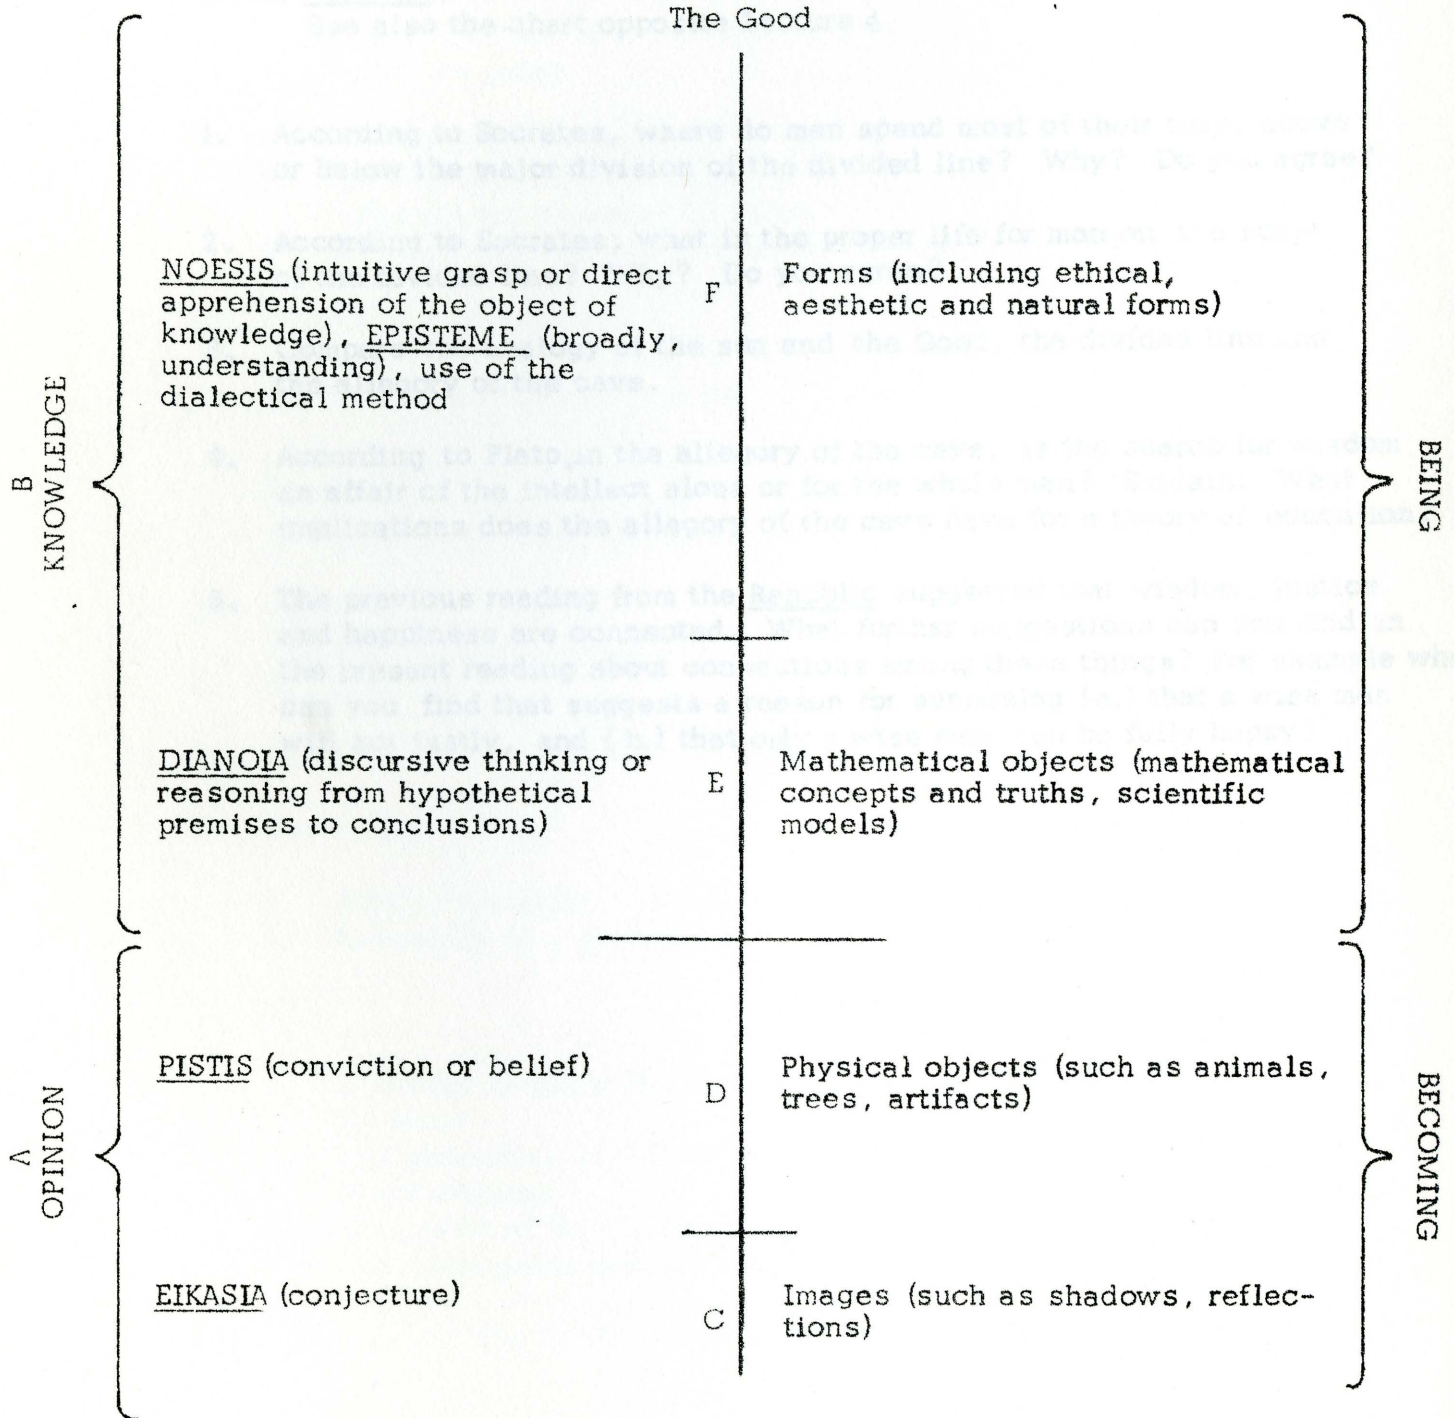 The Good
B
KNOWLEDGE
NOESIS (intuitive grasp or direct
apprehension of the object of
knowledge), EPISTEME (broadly,
understanding), use of the
dialectical method
F
Forms (including ethical,
aesthetic and natural forms)
BEING
DIANOIA (discursive thinking or
reasoning from hypothetical
premises to conclusions)
E
Mathematical objects (mathematical
concepts and truths, scientific
models)
A
OPINION
PISTIS (conviction or belief)
D
Physical objects (such as animals,
trees, artifacts)
BECOMING
EIKASIA (conjecture)
C
Images (such as shadows, reflec-
tions)